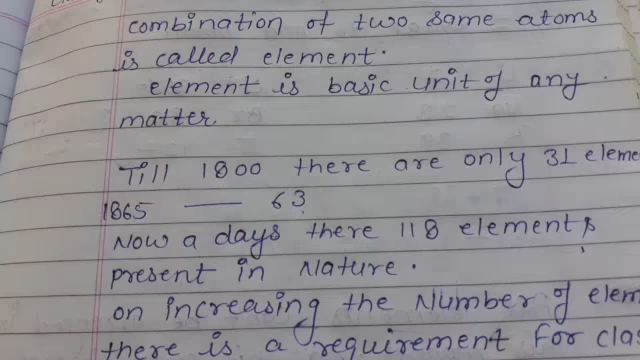 combination of two same atoms
is called element.
element is basic unit of any
matter
Till 1800 there are only 31 eleme
1865 — 63
Now a days there 118 elements
present in Nature.
on increasing the Number of elem
there is a requirement for clas